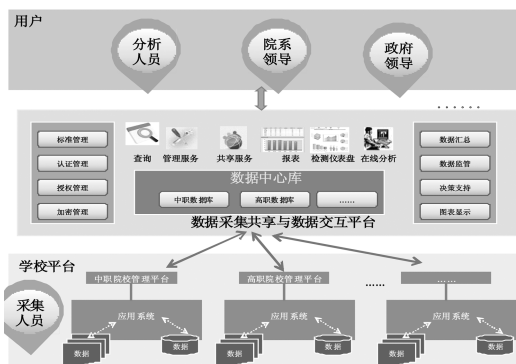 用户
分析
人员
院系
领导
政府
领导
......
标准管理
认证管理
授权管理
加密管理
查询
管理服务
共享服务
报表
检测仪表盘
在线分析
数据汇总
数据监管
决策支持
图表显示
数据中心库
中职数据库
高职数据库
......
数据采集共享与数据交互平台
学校平台
采集
人员
中职院校管理平台
高职院校管理平台
......
......
应用系统
应用系统
应用系统
数据
数据
数据
数据
数据
数据